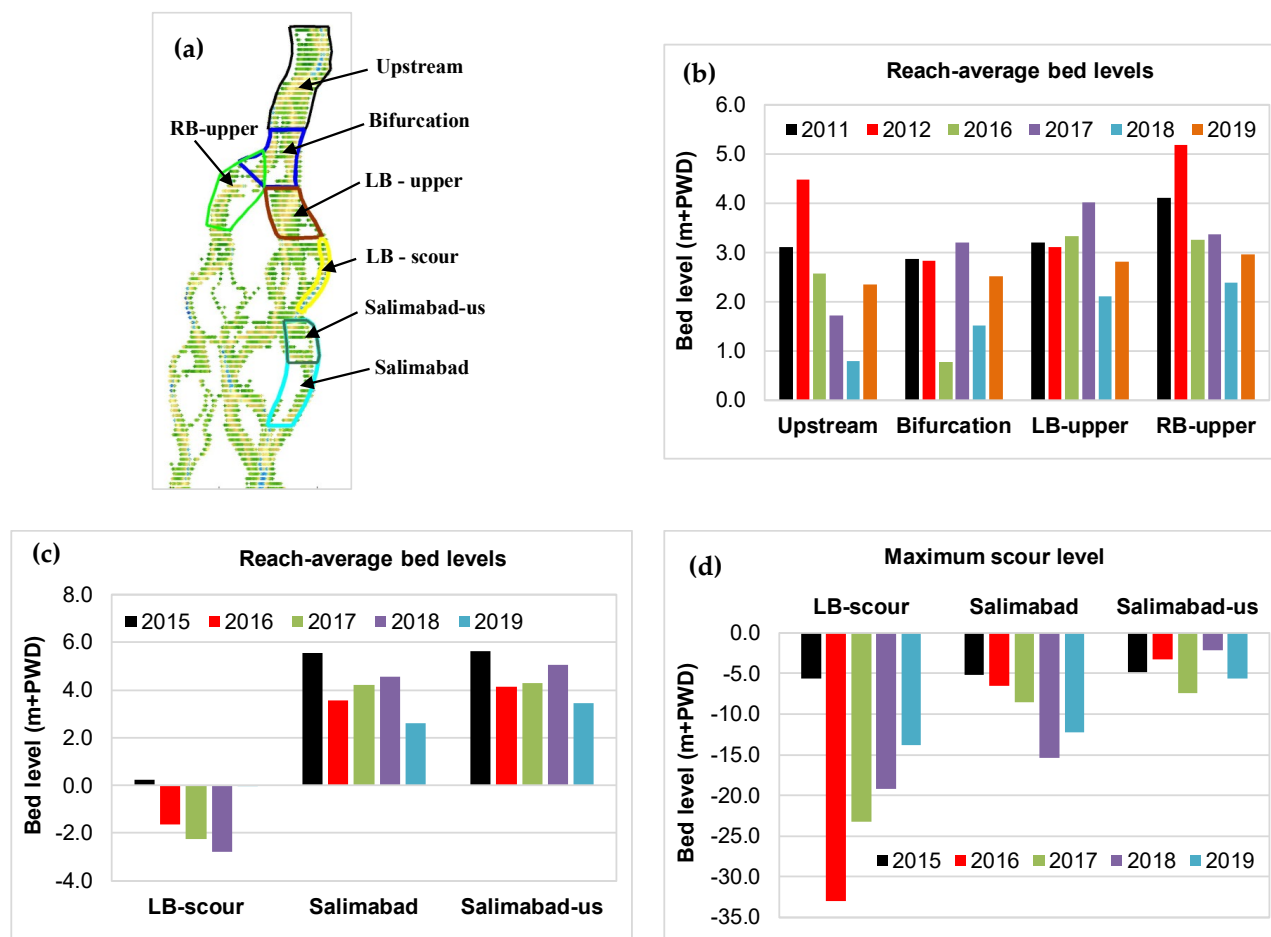 (a)
Upstream
RB-upper
Bifurcation
LB - upper
LB - scour
Salimabad-us
Salimabad
(b)
Reach-average bed levels
Bed level (m+PWD)
6.0
5.0
4.0
3.0
2.0
1.0
0.0
2011 2012 2016 2017 2018 2019
Upstream Bifurcation LB-upper RB-upper
(c)
Reach-average bed levels
Bed level (m+PWD)
8.0
6.0
4.0
2.0
0.0
-2.0
-4.0
2015 2016 2017 2018 2019
LB-scour Salimabad Salimabad-us
(d)
Maximum scour level
LB-scour Salimabad Salimabad-us
Bed level (m+PWD)
0.0
-5.0
-10.0
-15.0
-20.0
-25.0
-30.0
-35.0
2015 2016 2017 2018 2019